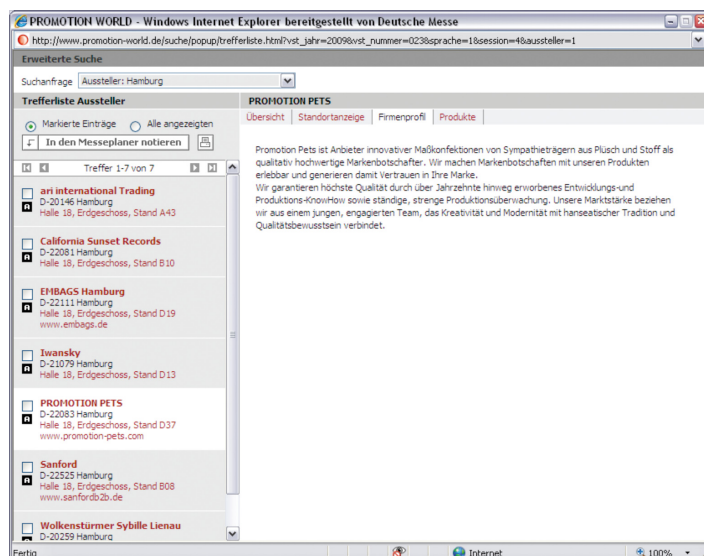 PROMOTION WORLD - Windows Internet Explorer bereitgestellt von Deutsche Messe
http://www.promotion-world.de/suche/popup/trefferliste.html?vst_jahr=2009&vst_nummer=023&sprache=1&session=4&aussteller=1
Erweiterte Suche
Suchanfrage Aussteller: Hamburg
Trefferliste Aussteller
Markierte Einträge Alle angezeigten
In den Messeplaner notieren
Treffer 1-7 von 7
ari international Trading
D-20146 Hamburg
Halle 18, Erdgeschoss, Stand A43
California Sunset Records
D-22081 Hamburg
Halle 18, Erdgeschoss, Stand B10
EMBAGS Hamburg
D-22111 Hamburg
Halle 18, Erdgeschoss, Stand D19
www.embags.de
Iwansky
D-21079 Hamburg
Halle 18, Erdgeschoss, Stand D13
PROMOTION PETS
D-22083 Hamburg
Halle 18, Erdgeschoss, Stand D37
www.promotion-pets.com
Sanford
D-22525 Hamburg
Halle 18, Erdgeschoss, Stand B08
www.sanfordb2b.de
Wolkenstürmer Sybille Lienau
D-20259 Hamburg
PROMOTION PETS
Übersicht Standortanzeige Firmenprofil Produkte
Promotion Pets ist Anbieter innovativer Maßkonfektionen von Sympathieträgern aus Plüsch und Stoff als
qualitativ hochwertige Markenbotschafter. Wir machen Markenbotschaften mit unseren Produkten
erlebbar und generieren damit Vertrauen in Ihre Marke.
Wir garantieren höchste Qualität durch über Jahrzehnte hinweg erworbenes Entwicklungs-und
Produktions-KnowHow sowie ständige, strenge Produktionsüberwachung. Unsere Marktstärke beziehen
wir aus einem jungen, engagierten Team, das Kreativität und Modernität mit hanseatischer Tradition und
Qualitätsbewusstsein verbindet.
Fertig Internet 100%